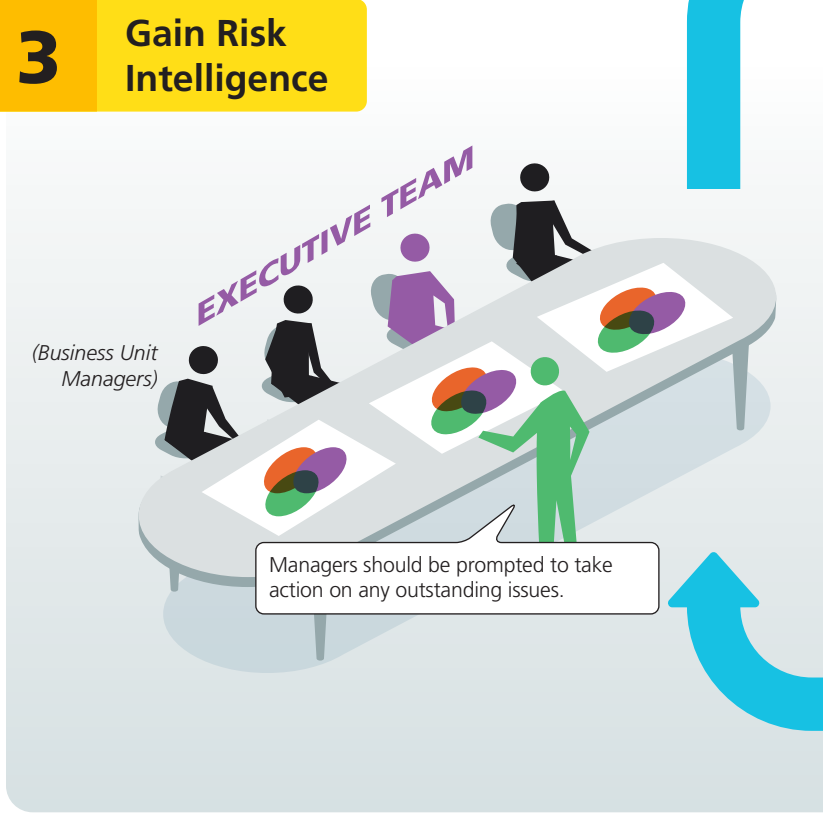 3
Gain Risk
Intelligence
EXECUTIVE TEAM
(Business Unit
Managers)
Managers should be prompted to take
action on any outstanding issues.